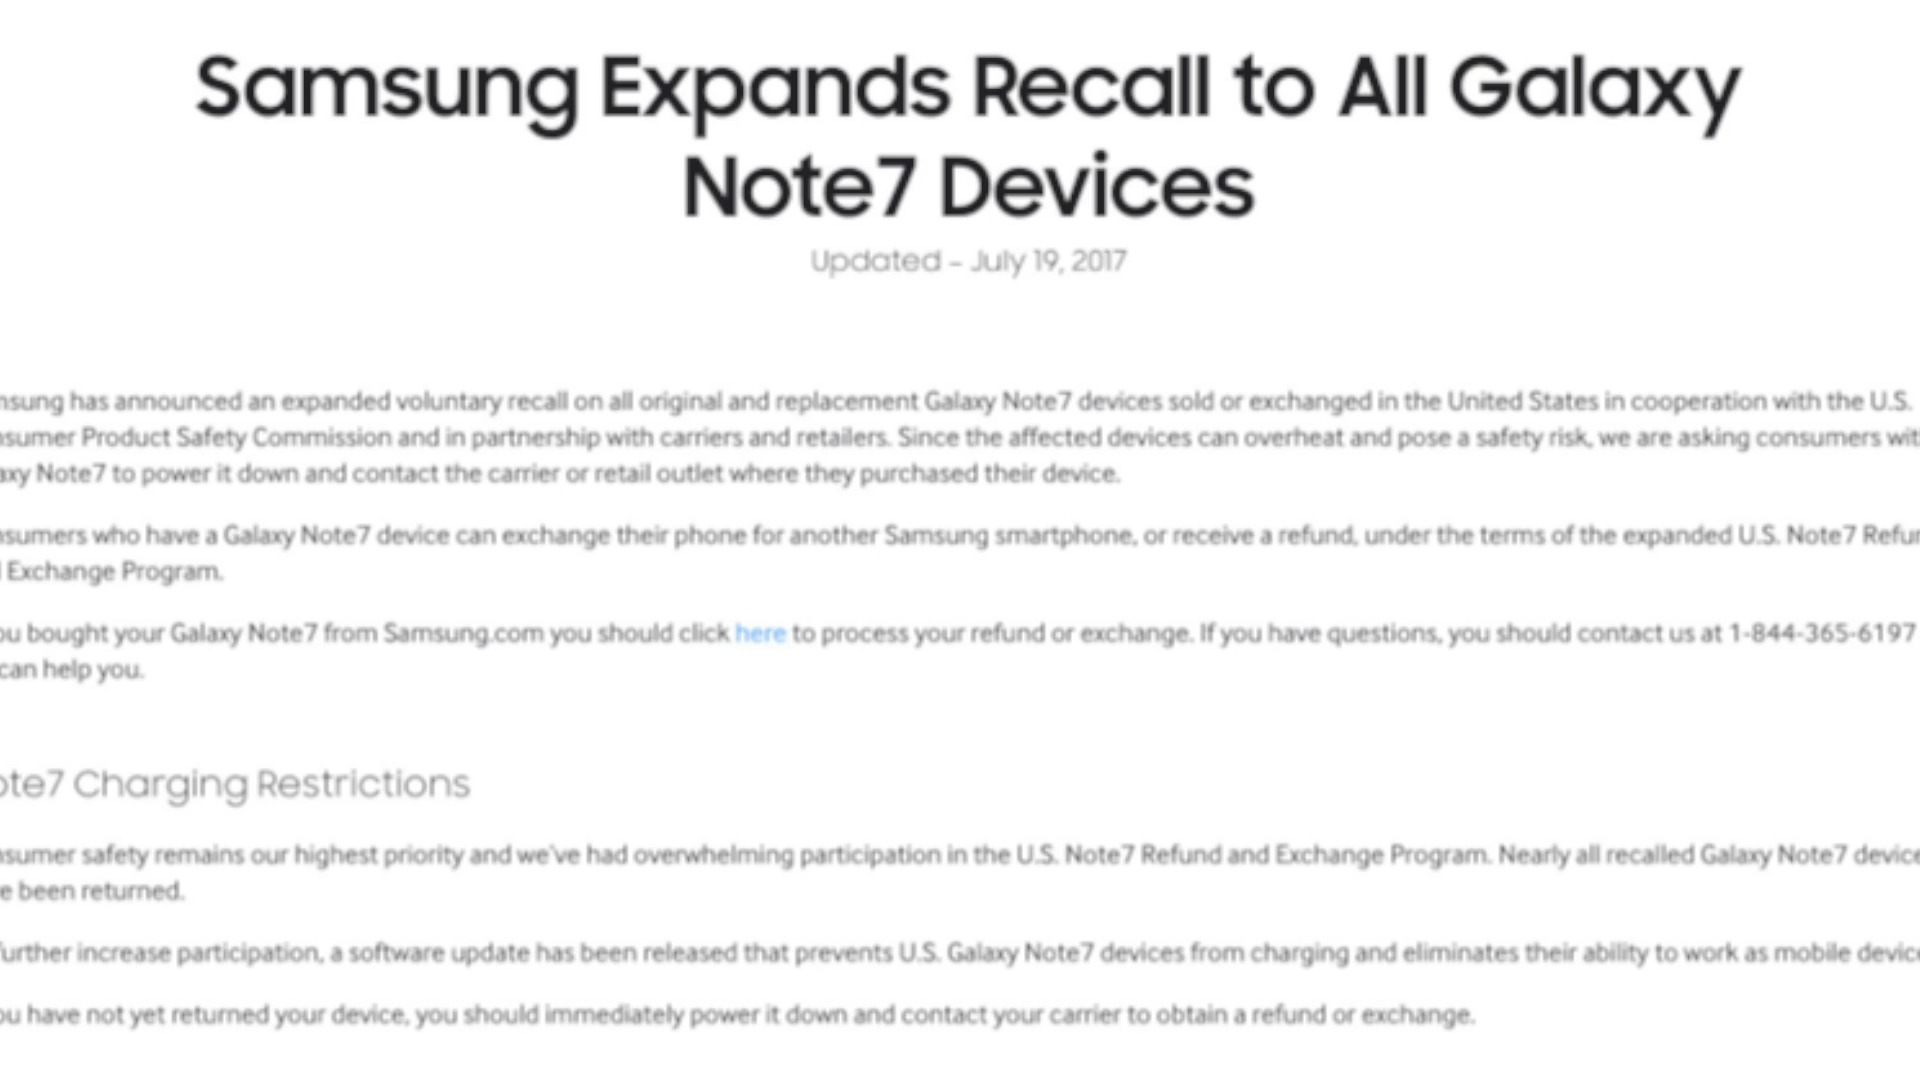 Samsung Expands Recall to All Galaxy
Note7 Devices
Updated – July 19, 2017
nsung has announced an expanded voluntary recall on all original and replacement Galaxy Note7 devices sold or exchanged in the United States in cooperation with the U.S.
nsumer Product Safety Commission and in partnership with carriers and retailers. Since the affected devices can overheat and pose a safety risk, we are asking consumers wit
axy Note7 to power it down and contact the carrier or retail outlet where they purchased their device.
nsumers who have a Galaxy Note7 device can exchange their phone for another Samsung smartphone, or receive a refund, under the terms of the expanded U.S. Note7 Refun
l Exchange Program.
ou bought your Galaxy Note7 from Samsung.com you should click here to process your refund or exchange. If you have questions, you should contact us at 1-844-365-6197
can help you.
ote7 Charging Restrictions
nsumer safety remains our highest priority and we've had overwhelming participation in the U.S. Note7 Refund and Exchange Program. Nearly all recalled Galaxy Note7 device
e been returned.
further increase participation, a software update has been released that prevents U.S. Galaxy Note7 devices from charging and eliminates their ability to work as mobile device
ou have not yet returned your device, you should immediately power it down and contact your carrier to obtain a refund or exchange.